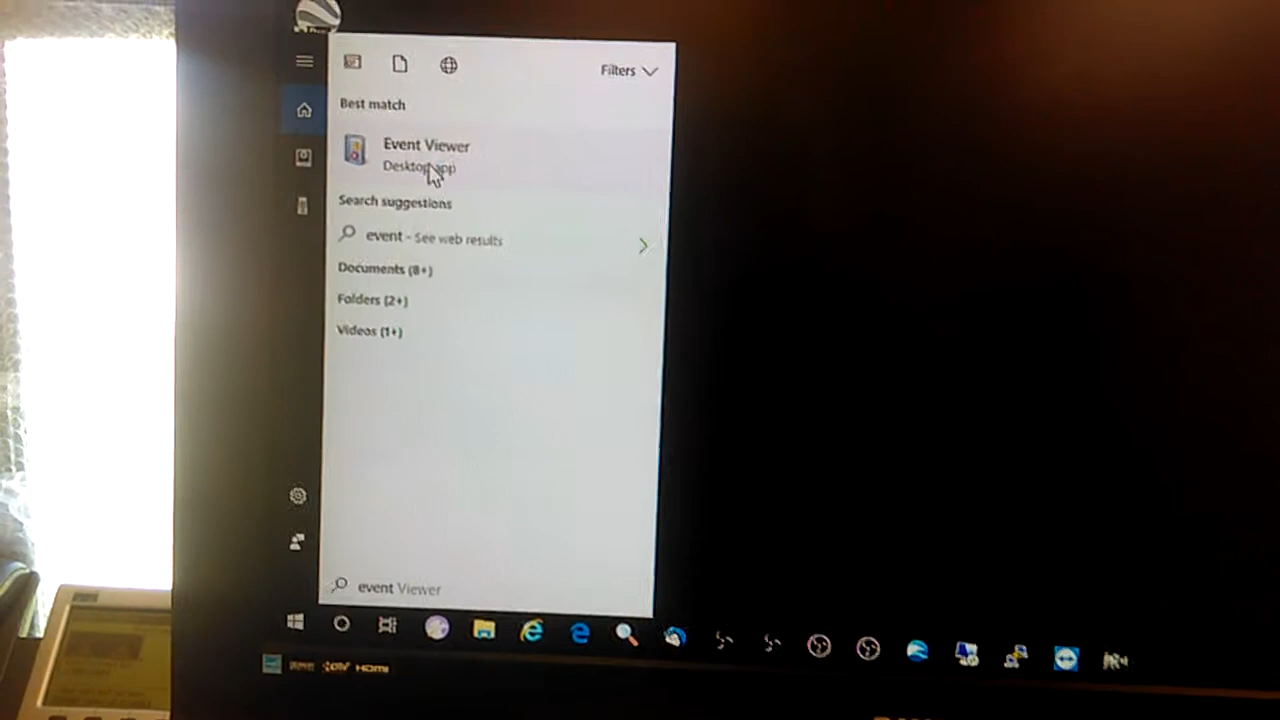 Filters
Best match
Event Viewer
Desktop app
Search suggestions
event - See web results
Documents (8+)
Folders (2+)
Videos (1+)
event Viewer
HDMI